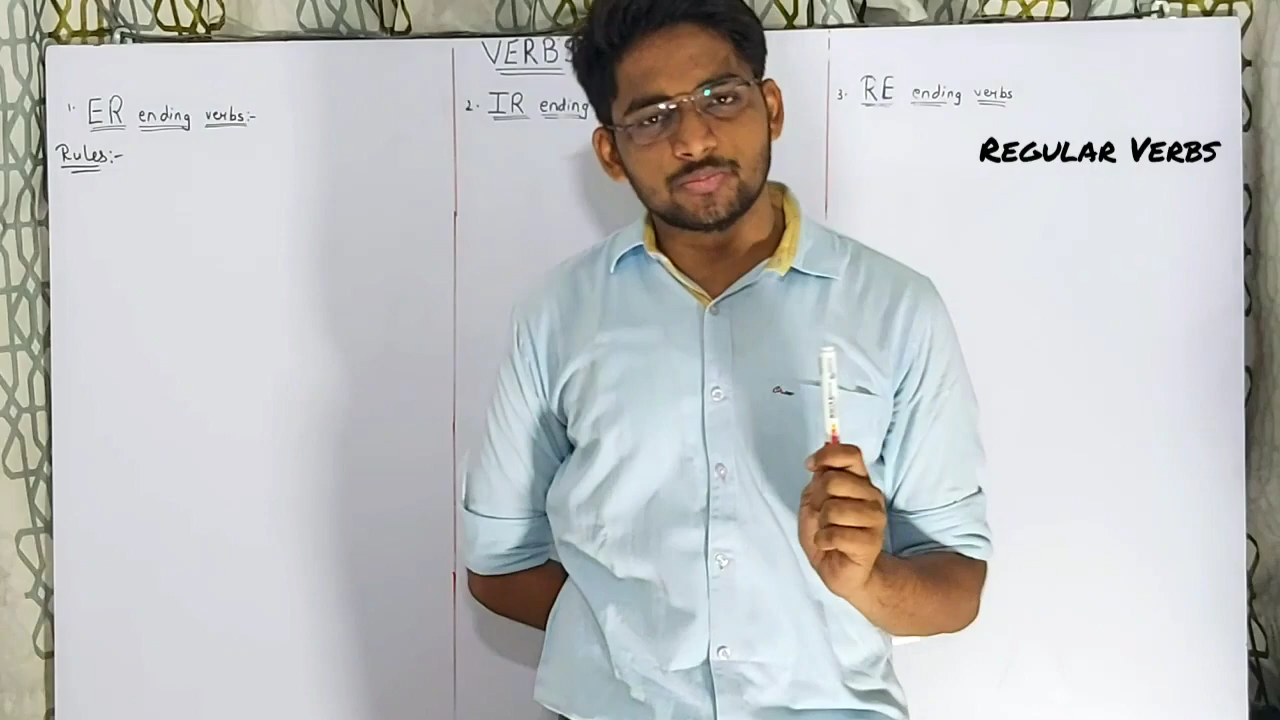 VERBS
1. ER ending verbs:-
Rules:-
2. IR ending
3. RE ending verbs
REGULAR VERBS